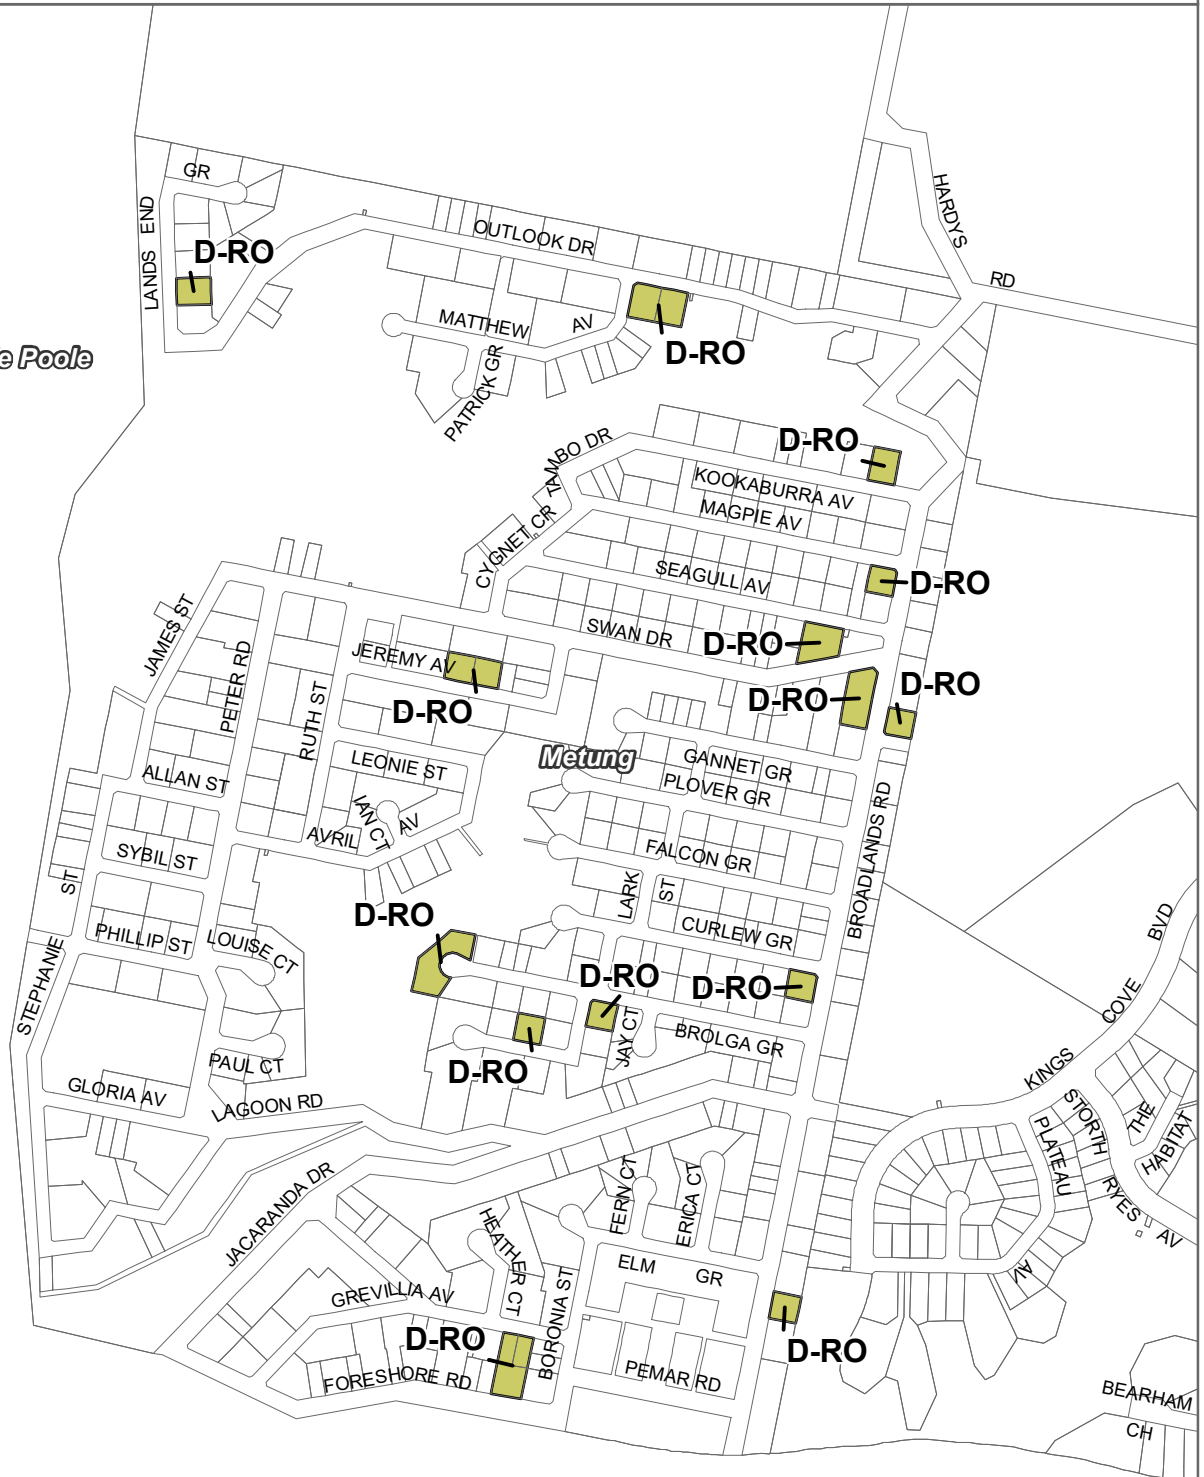 GR
LANDS END
D-RO
OUTLOOK DR
HARDYS
RD
MATTHEW
AV
D-RO
e Poole
PATRICK GR
TAMBO DR
D-RO
KOOKABURRA AV
MAGPIE AV
CYGNET CR
SEAGULL AV
D-RO
JAMES ST
SWAN DR
D-RO
PETER RD
JEREMY AV
RUTH ST
D-RO
D-RO
D-RO
Metung
GANNET GR
LEONIE ST
ALLAN ST
PLOVER GR
IAN CT
AV
AVRIL
BROADLANDS RD
SYBIL ST
FALCON GR
ST
LARK
ST
D-RO
PHILLIP ST
LOUISE CT
CURLEW GR
BVD
STEPHANIE
D-RO
D-RO
COVE
JAY CT
BROLGA GR
PAUL CT
D-RO
KINGS
GLORIA AV
LAGOON RD
STORTH
THE
PLATEAU
HABITAT
JACARANDA DR
FERN CT
ERICA CT
RYES
HEATHER CT
AV
ELM
GR
AV
GREVILLIA AV
BORONIA ST
D-RO
D-RO
FORESHORE RD
PEMAR RD
BEARHAM
CH